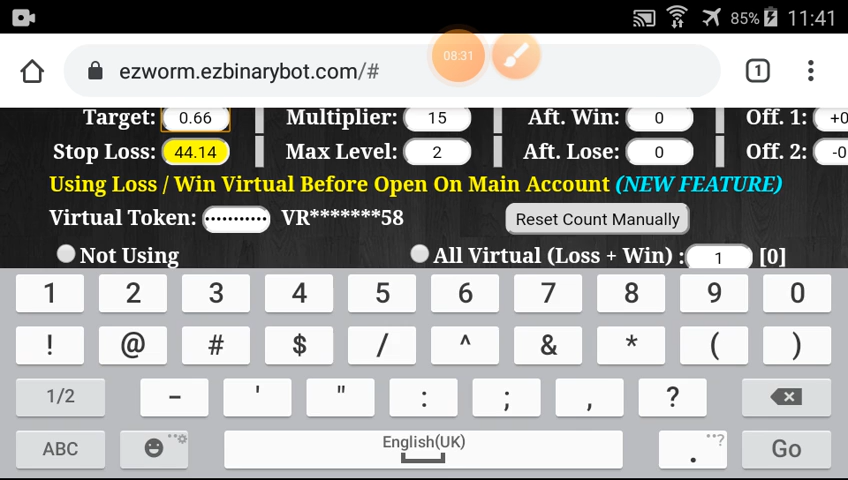 85% 11:41
ezworm.ezbinarybot.com/# 08:31 1
Target: 0.66 Multiplier: 15 Aft. Win: 0 Off. 1: +0
Stop Loss: 44.14 Max Level: 2 Aft. Lose: 0 Off. 2: -0
Using Loss / Win Virtual Before Open On Main Account (NEW FEATURE)
Virtual Token: ••••••••••• VR*******58 Reset Count Manually
Not Using All Virtual (Loss + Win) : 1 [0]
1 2 3 4 5 6 7 8 9 0
! @ # $ / ^ & * ( )
1/2 - ' " : ; , ?
ABC English(UK) . ,,? Go